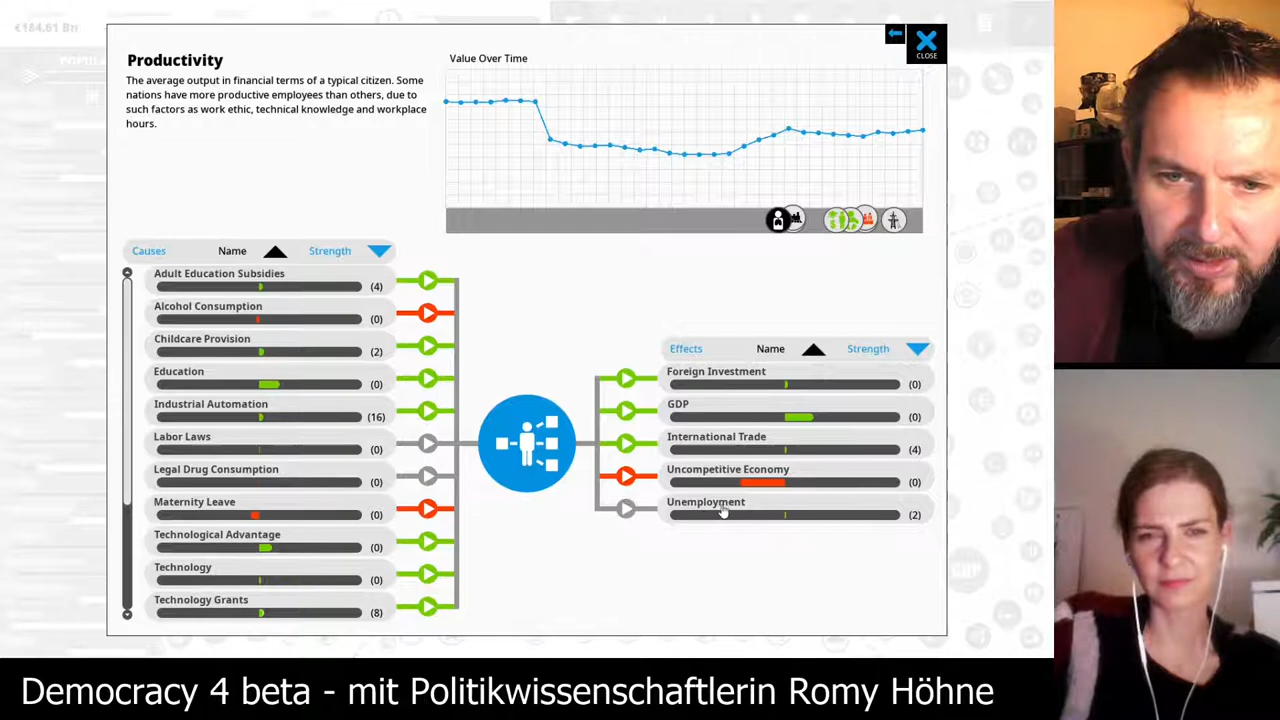 €184.61 Bn
Productivity
The average output in financial terms of a typical citizen. Some
nations have more productive employees than others, due to
such factors as work ethic, technical knowledge and workplace
hours.
Value Over Time
CLOSE
Causes Name Strength
Adult Education Subsidies
(4)
Alcohol Consumption
(0)
Childcare Provision
(2)
Education
(0)
Industrial Automation
(16)
Labor Laws
(0)
Legal Drug Consumption
(0)
Maternity Leave
(0)
Technological Advantage
(0)
Technology
(0)
Technology Grants
(8)
Effects Name Strength
Foreign Investment
(0)
GDP
(0)
International Trade
(4)
Uncompetitive Economy
(0)
Unemployment
(2)
Democracy 4 beta - mit Politikwissenschaftlerin Romy Höhne